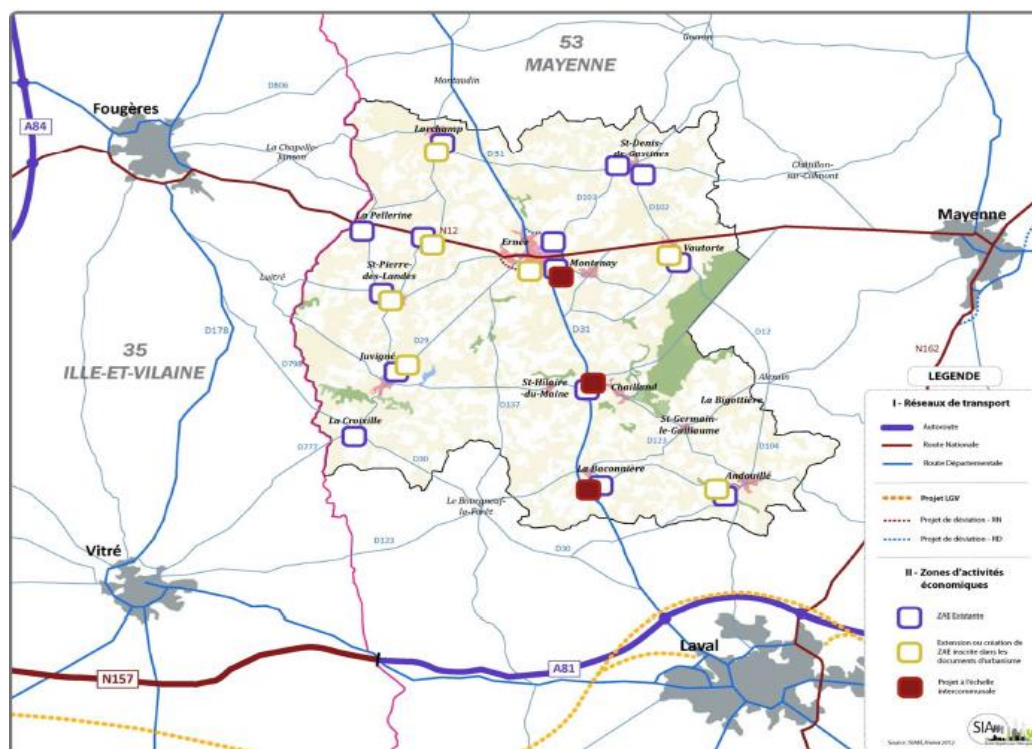 53
MAYENNE
Gorron
Montaudin
D806
Fougères
A84
Larchamp
St-Denis-
de-Gastines
La Chapelle-
Janson
D31
Châtillon-
sur-Colmont
D103
D102
La Pellerine
N12
Ernée
Vautorte
Mayenne
Montenay
St-Pierre-
des-Landes
Luitré
D178
D31
D12
N162
35
ILLE-ET-VILAINE
D798
D29
Juvigné
St-Hilaire
-du-Maine
Chailland
Alexain
La Bigottière
D137
St-Germain-
le-Guillaume
La Croixille
D777
D30
D123
D104
La Baconnière
Andouillé
Le Bourgneuf-
la-Forêt
D123
D30
Vitré
Laval
A81
N157
LEGENDE
I - Réseaux de transport
Autoroute
Route Nationale
Route Départementale
Projet LGV
Projet de déviation - RN
Projet de déviation - RD
II - Zones d'activités
économiques
ZAE Existante
Extension ou création de
ZAE inscrite dans les
documents d'urbanisme
Projet à l'échelle
intercommunale
SIAM